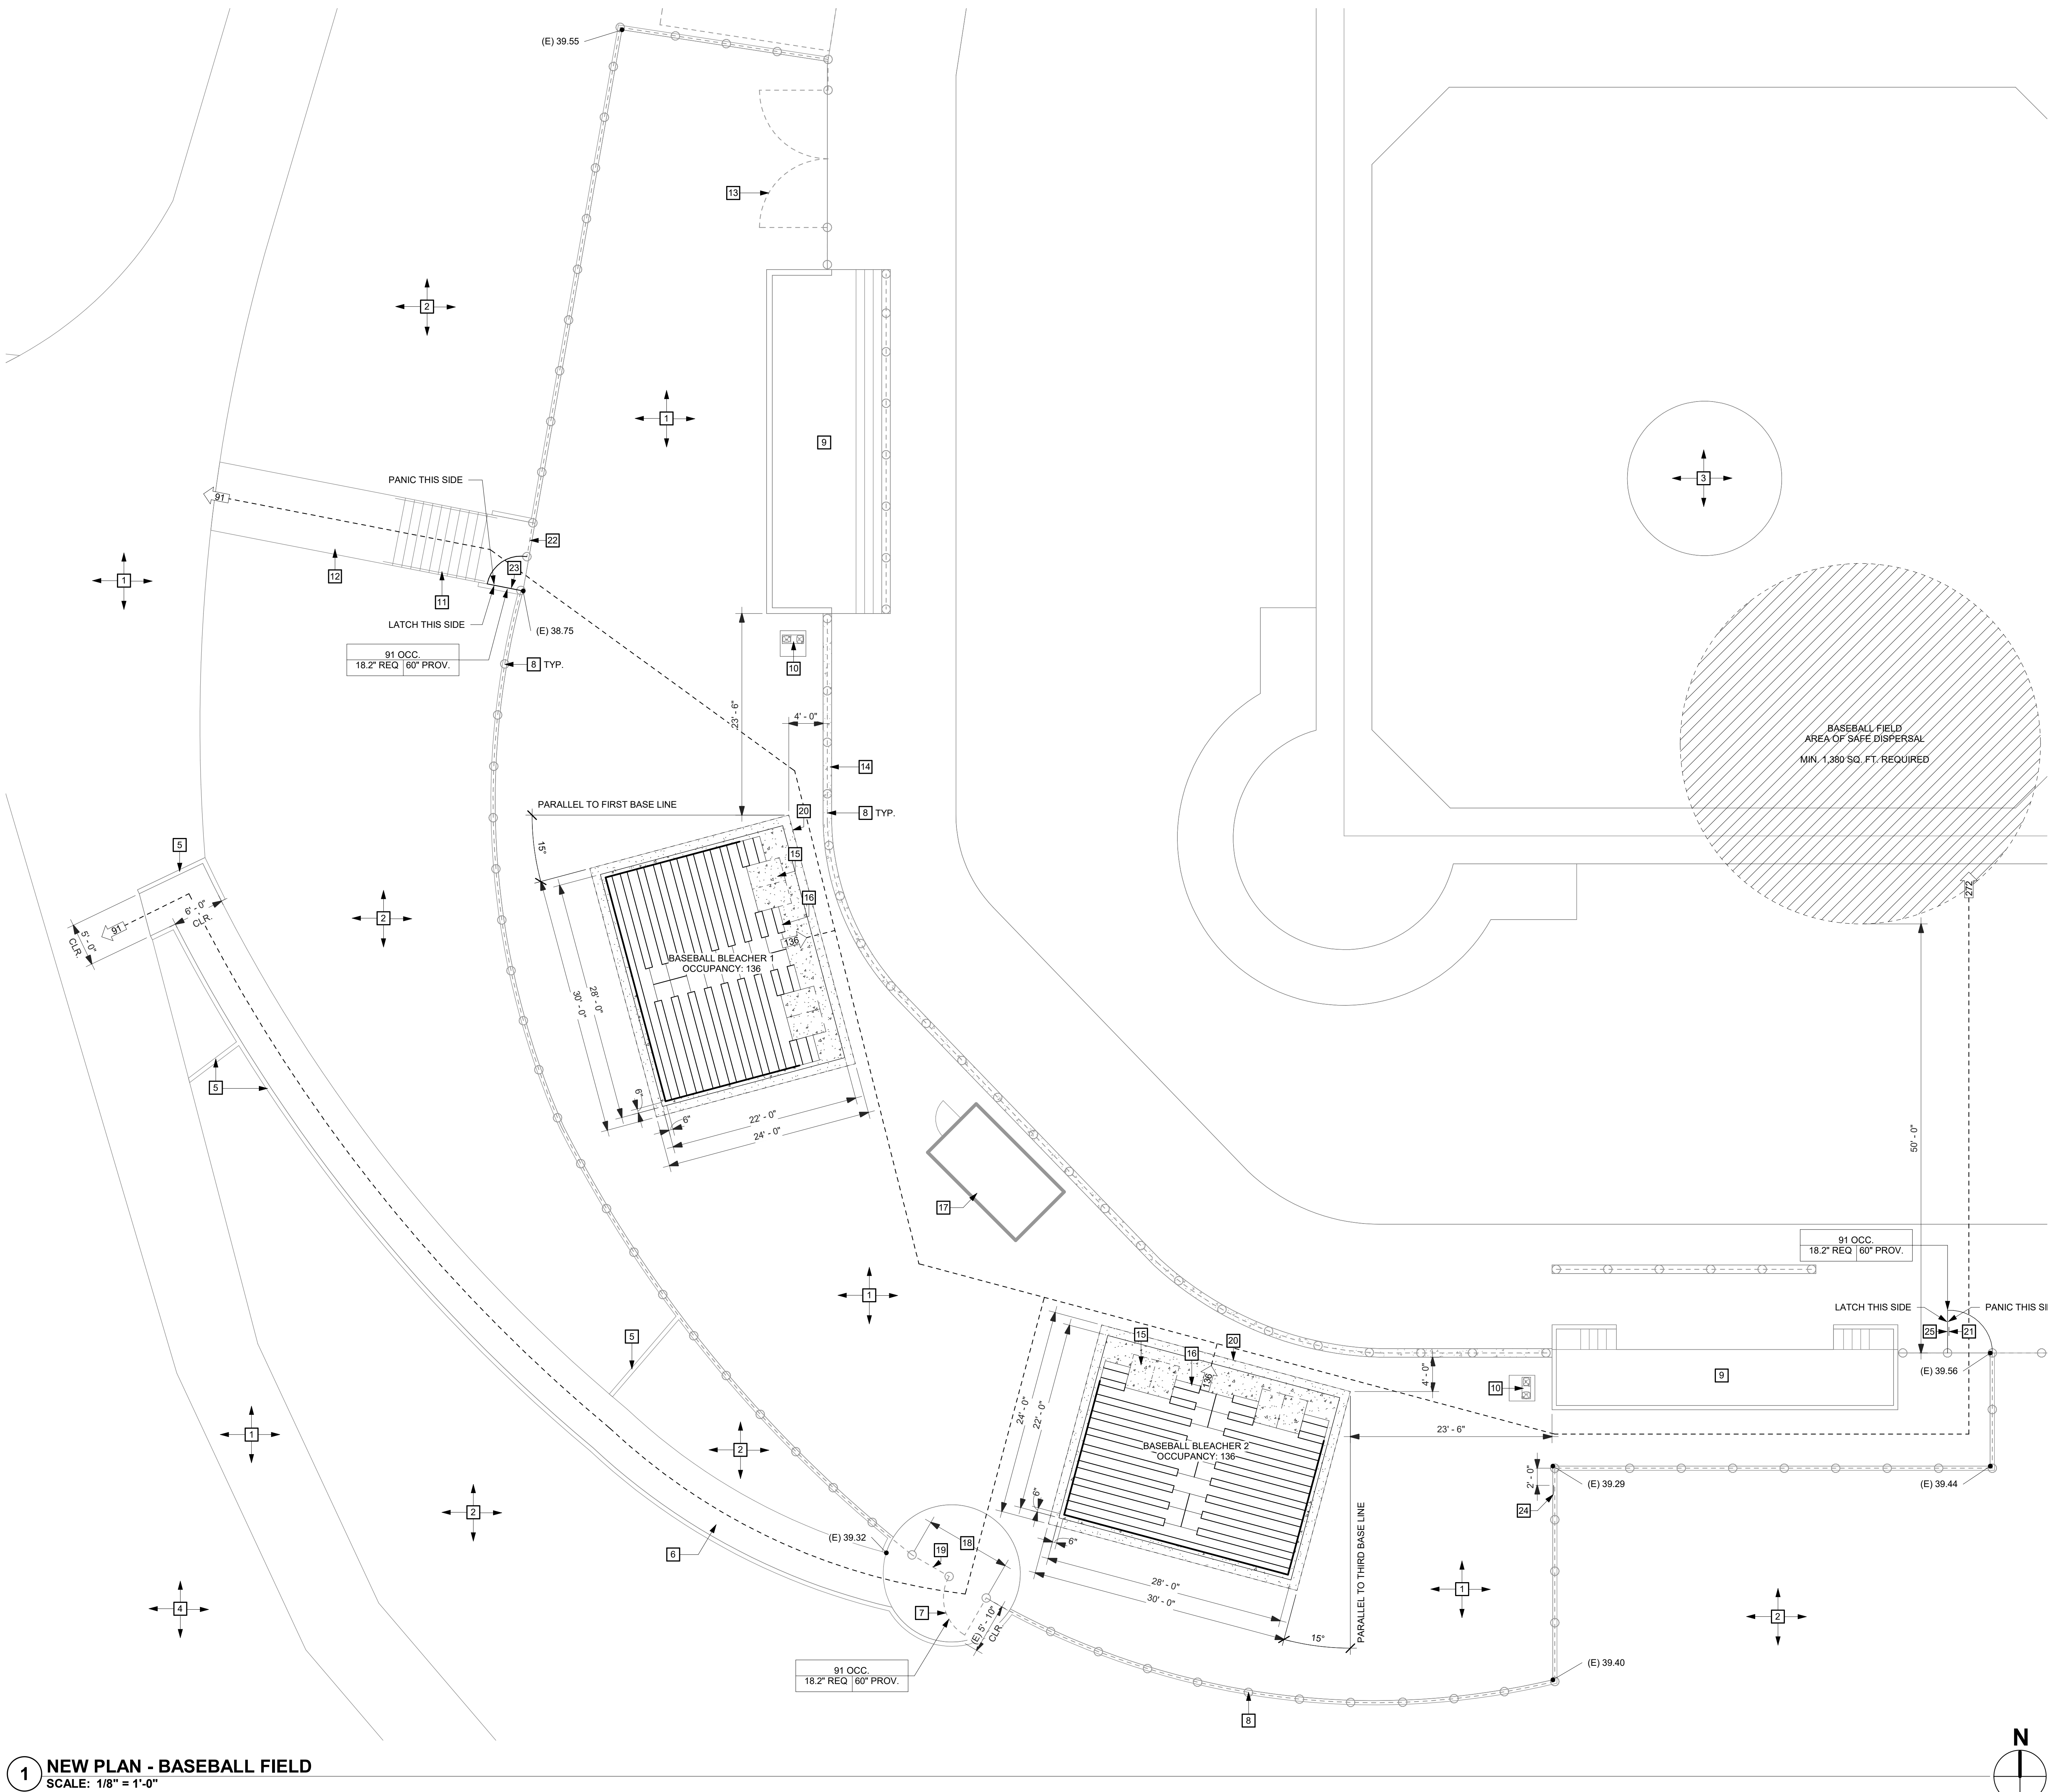 (E) 39.55
13
2
1
9
3
PANIC THIS SIDE
91
22
23
1
12
11
LATCH THIS SIDE
(E) 38.75
91 OCC.
18.2" REQ
60" PROV.
8 TYP.
10
23' - 6"
4' - 0"
BASEBALL FIELD
AREA OF SAFE DISPERSAL
MIN. 1,380 SQ. FT. REQUIRED
14
PARALLEL TO FIRST BASE LINE
20
8 TYP.
15°
5
15
272
16
6' - 0"
CLR.
2
91
5' - 0"
CLR.
136
BASEBALL BLEACHER 1
OCCUPANCY: 136
28' - 0"
30' - 0"
5
6"
6"
22' - 0"
24' - 0"
50' - 0"
17
91 OCC.
18.2" REQ
60" PROV.
1
LATCH THIS SIDE
PANIC THIS SI
5
15
20
25
21
16
(E) 39.56
136
4' - 0"
9
10
24' - 0"
22' - 0"
1
2
23' - 6"
BASEBALL BLEACHER 2
OCCUPANCY: 136
2' - 0"
(E) 39.29
(E) 39.44
6"
24
2
(E) 39.32
18
6
19
6"
PARALLEL TO THIRD BASE LINE
28' - 0"
30' - 0"
1
4
7
(E) 5' - 10"
CLR.
2
15°
91 OCC.
18.2" REQ
60" PROV.
(E) 39.40
8
N
1
NEW PLAN - BASEBALL FIELD
SCALE: 1/8" = 1'-0"